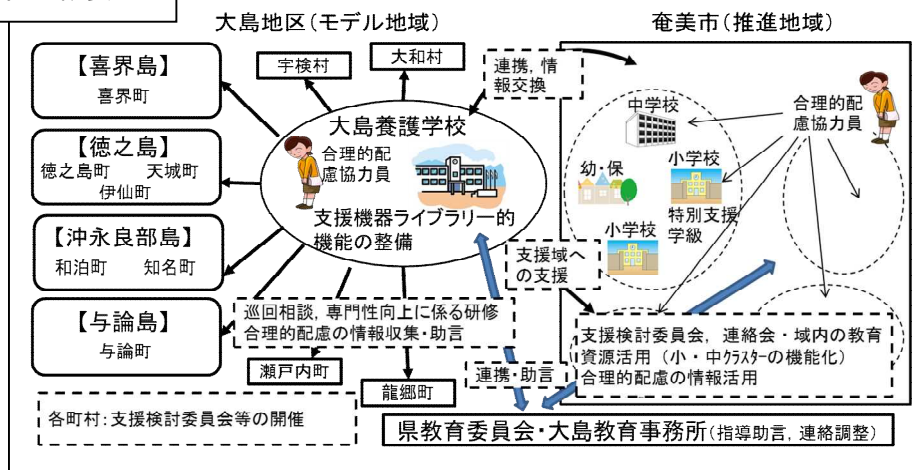 大島地区(モデル地域)
奄美市(推進地域)
【喜界島】
喜界町
【徳之島】
徳之島町 天城町
伊仙町
【沖永良部島】
和泊町 知名町
【与論島】
与論町
宇検村
大和村
連携,情
報交換
大島養護学校
合理的配
慮協力員
支援機器ライブラリー的
機能の整備
中学校
合理的配
慮協力員
幼・保
小学校
特別支援
学級
小学校
支援域へ
の支援
巡回相談,専門性向上に係る研修
合理的配慮の情報収集・助言
支援検討委員会,連絡会・域内の教育
資源活用(小・中クラスターの機能化)
合理的配慮の情報活用
瀬戸内町
龍郷町
連携・助言
各町村:支援検討委員会等の開催
県教育委員会・大島教育事務所(指導助言,連絡調整)